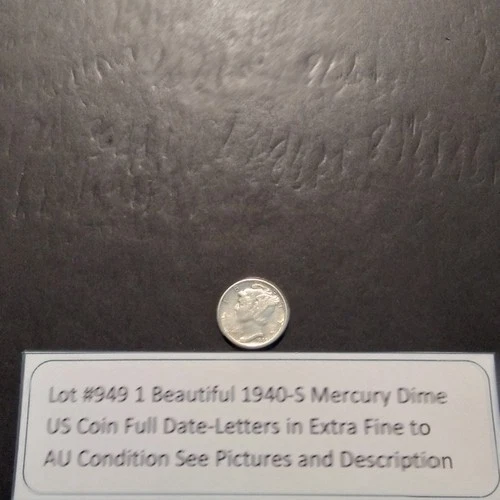 Lot #949 1 Beautiful 1940-S Mercury Dime
US Coin Full Date-Letters in Extra Fine to
AU Condition See Pictures and Description